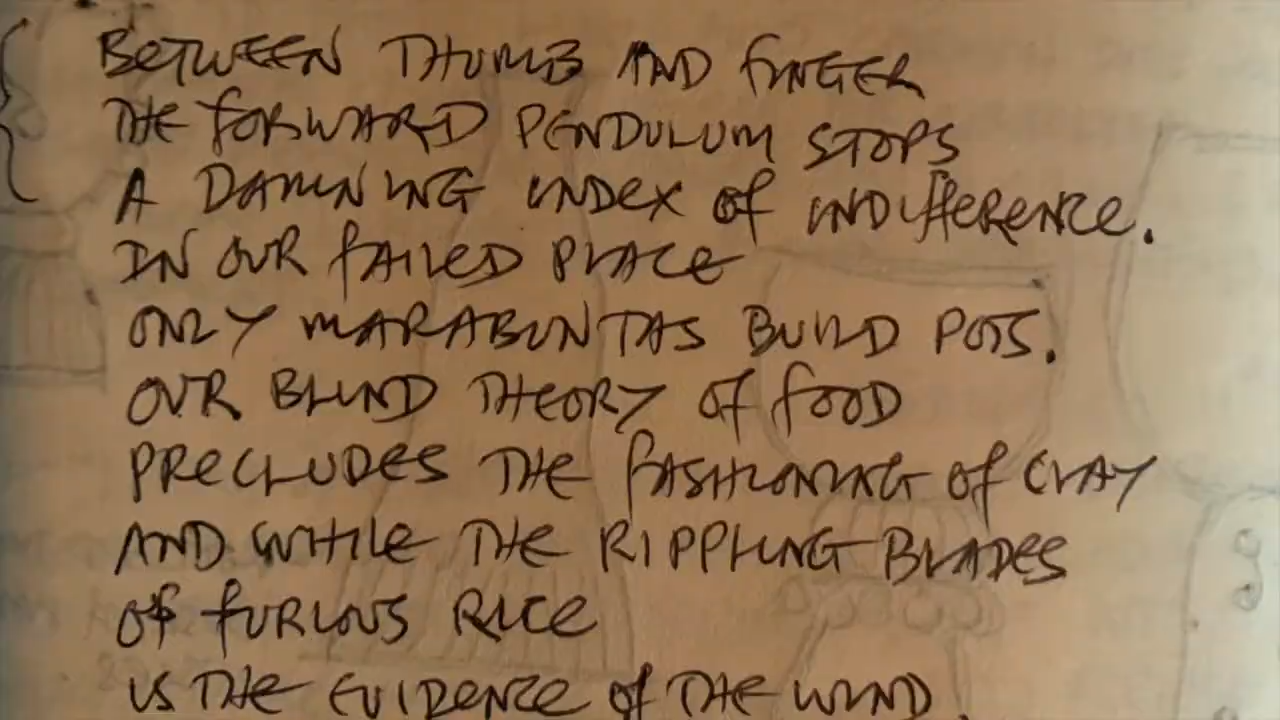 BETWEEN THUMB AND FINGER
THE FORWARD PENDULUM STOPS
A DAMNING INDEX OF INDIFFERENCE.
IN OUR FAILED PLACE
ONLY MARABUNTAS BUILD POTS.
OUR BLIND THEORY OF FOOD
PRECLUDES THE FASHIONING OF CLAY
AND WHILE THE RIPPLING BLADES
OF FURIOUS RICE
IS THE EVIDENCE OF THE WIND.